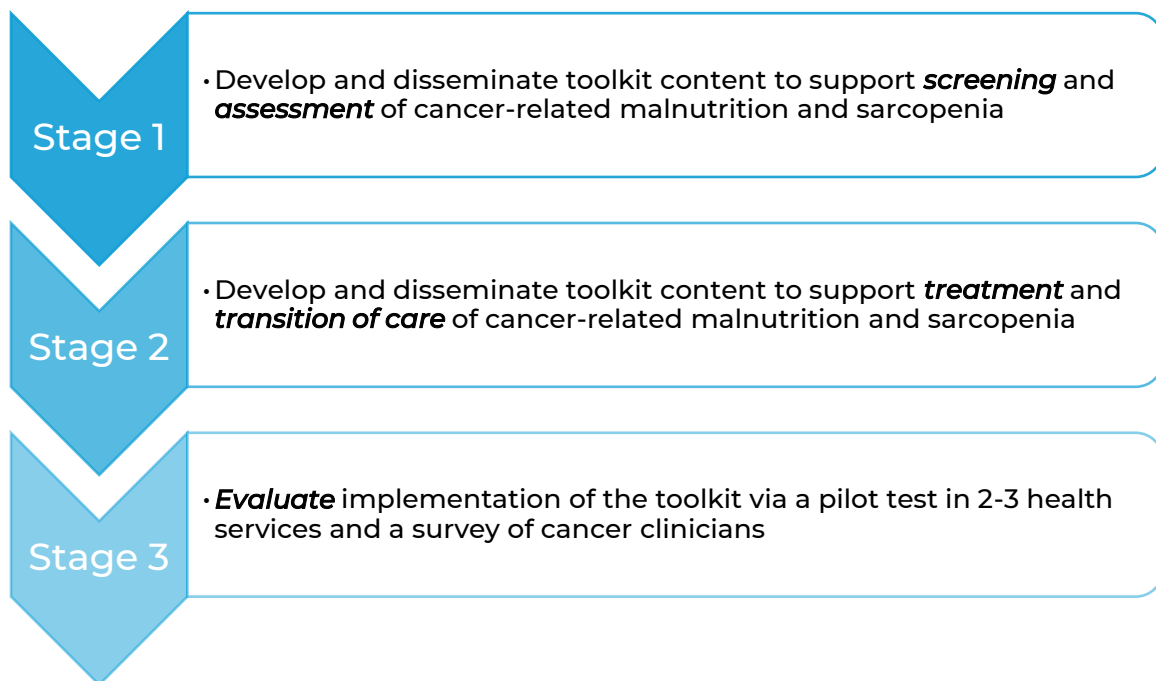 Stage 1
· Develop and disseminate toolkit content to support screening and
assessment of cancer-related malnutrition and sarcopenia
Stage 2
· Develop and disseminate toolkit content to support treatment and
transition of care of cancer-related malnutrition and sarcopenia
Stage 3
· Evaluate implementation of the toolkit via a pilot test in 2-3 health
services and a survey of cancer clinicians